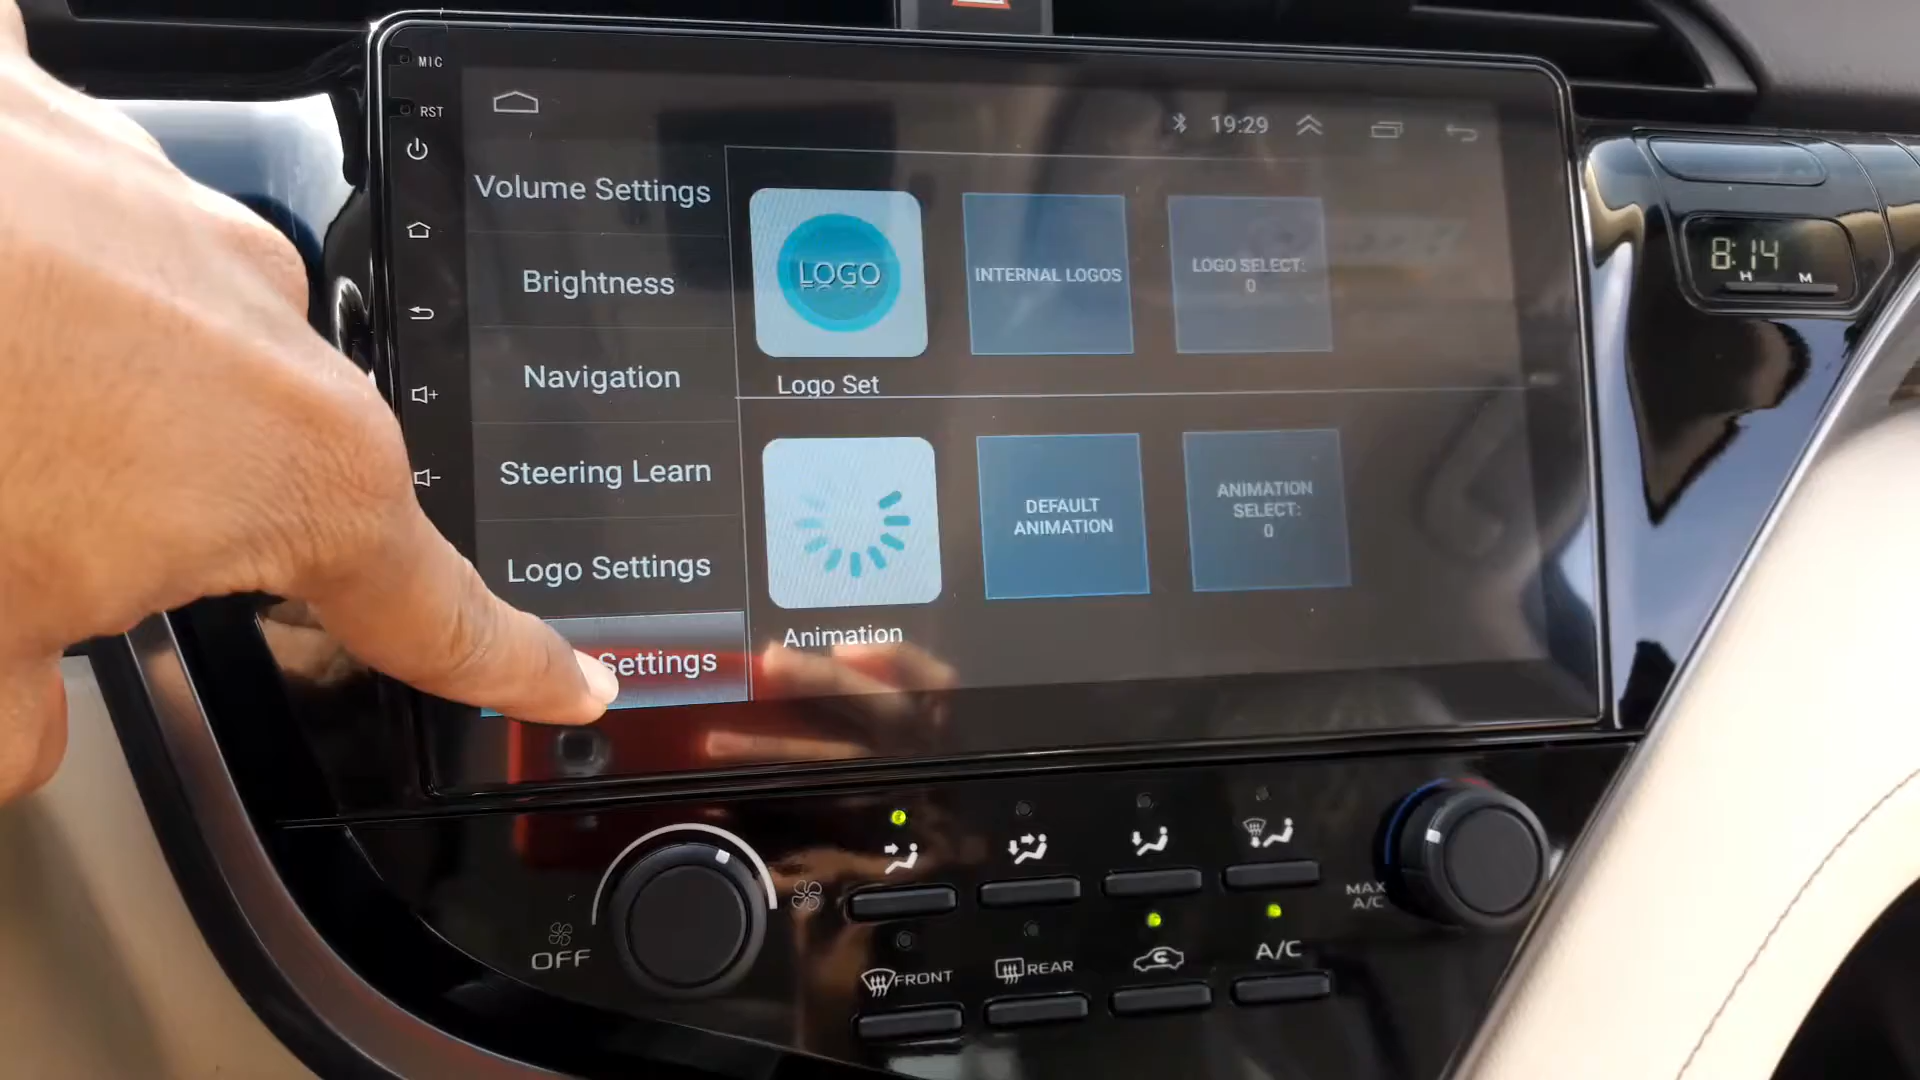 MIC
RST
19:29
Volume Settings
Brightness
Navigation
Steering Learn
Logo Settings
Settings
LOGO
Logo Set
INTERNAL LOGOS
LOGO SELECT:
0
Animation
DEFAULT
ANIMATION
ANIMATION
SELECT:
0
8:14
H M
OFF
MAX
A/C
FRONT
REAR
A/C